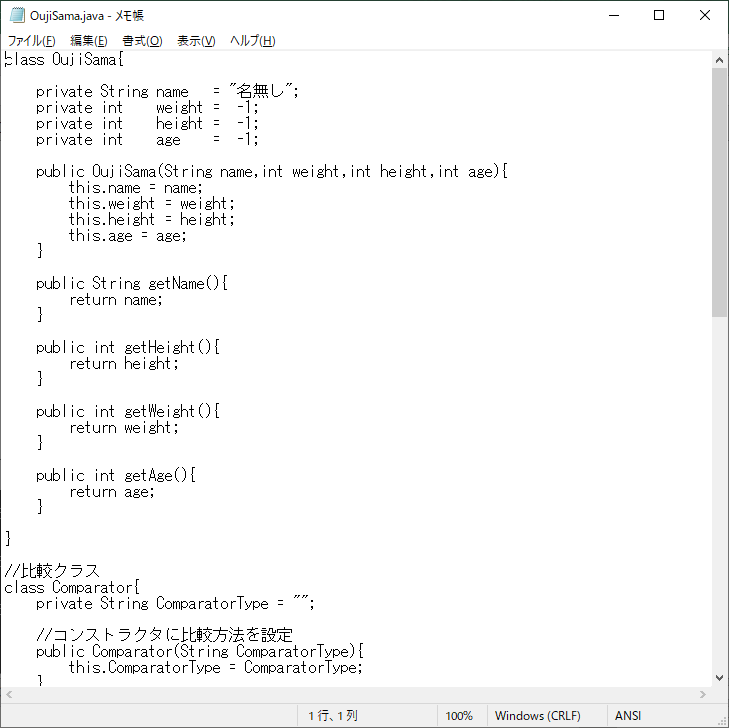 OujiSama.java - メモ帳
ファイル(F) 編集(E) 書式(O) 表示(V) ヘルプ(H)
class OujiSama{
    private String name   = "名無し";
    private int    weight =  -1;
    private int    height =  -1;
    private int    age    =  -1;
    public OujiSama(String name,int weight,int height,int age){
        this.name = name;
        this.weight = weight;
        this.height = height;
        this.age = age;
    }
    public String getName(){
        return name;
    }
    public int getHeight(){
        return height;
    }
    public int getWeight(){
        return weight;
    }
    public int getAge(){
        return age;
    }
}
//比較クラス
class Comparator{
    private String ComparatorType = "";
    //コンストラクタに比較方法を設定
    public Comparator(String ComparatorType){
        this.ComparatorType = ComparatorType;
    }
1 行、1 列 100% Windows (CRLF) ANSI